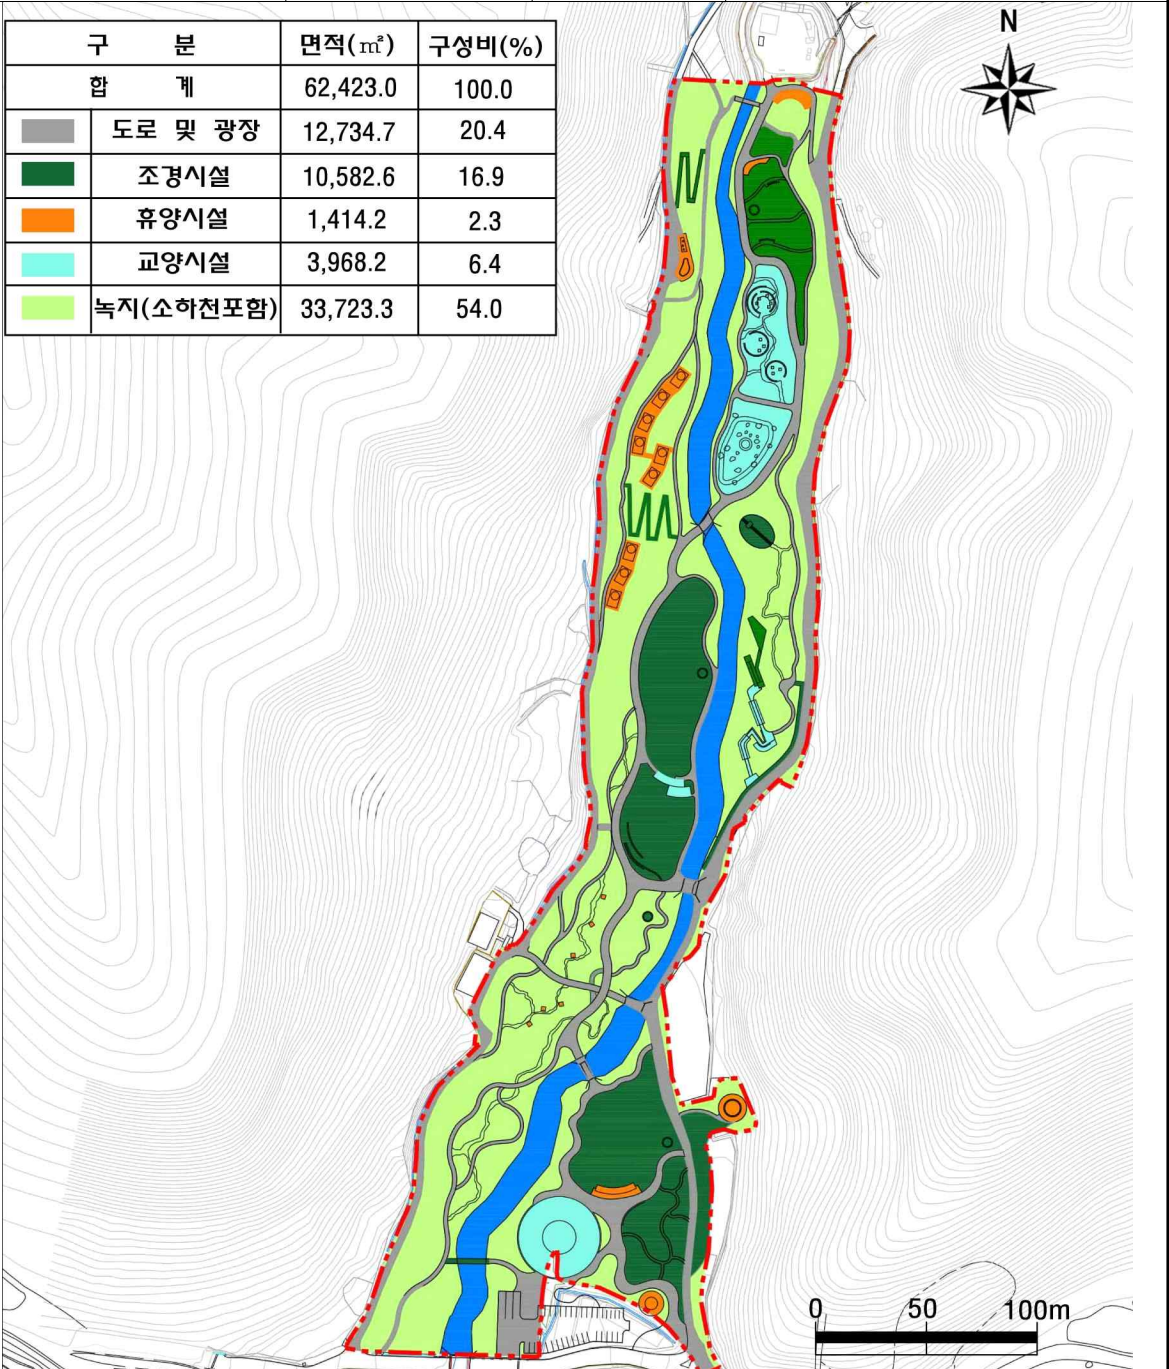 구 분 면적(㎡) 구성비(%)
합 계 62,423.0 100.0
도로 및 광장 12,734.7 20.4
조경시설 10,582.6 16.9
휴양시설 1,414.2 2.3
교양시설 3,968.2 6.4
녹지(소하천포함) 33,723.3 54.0
N
0 50 100m